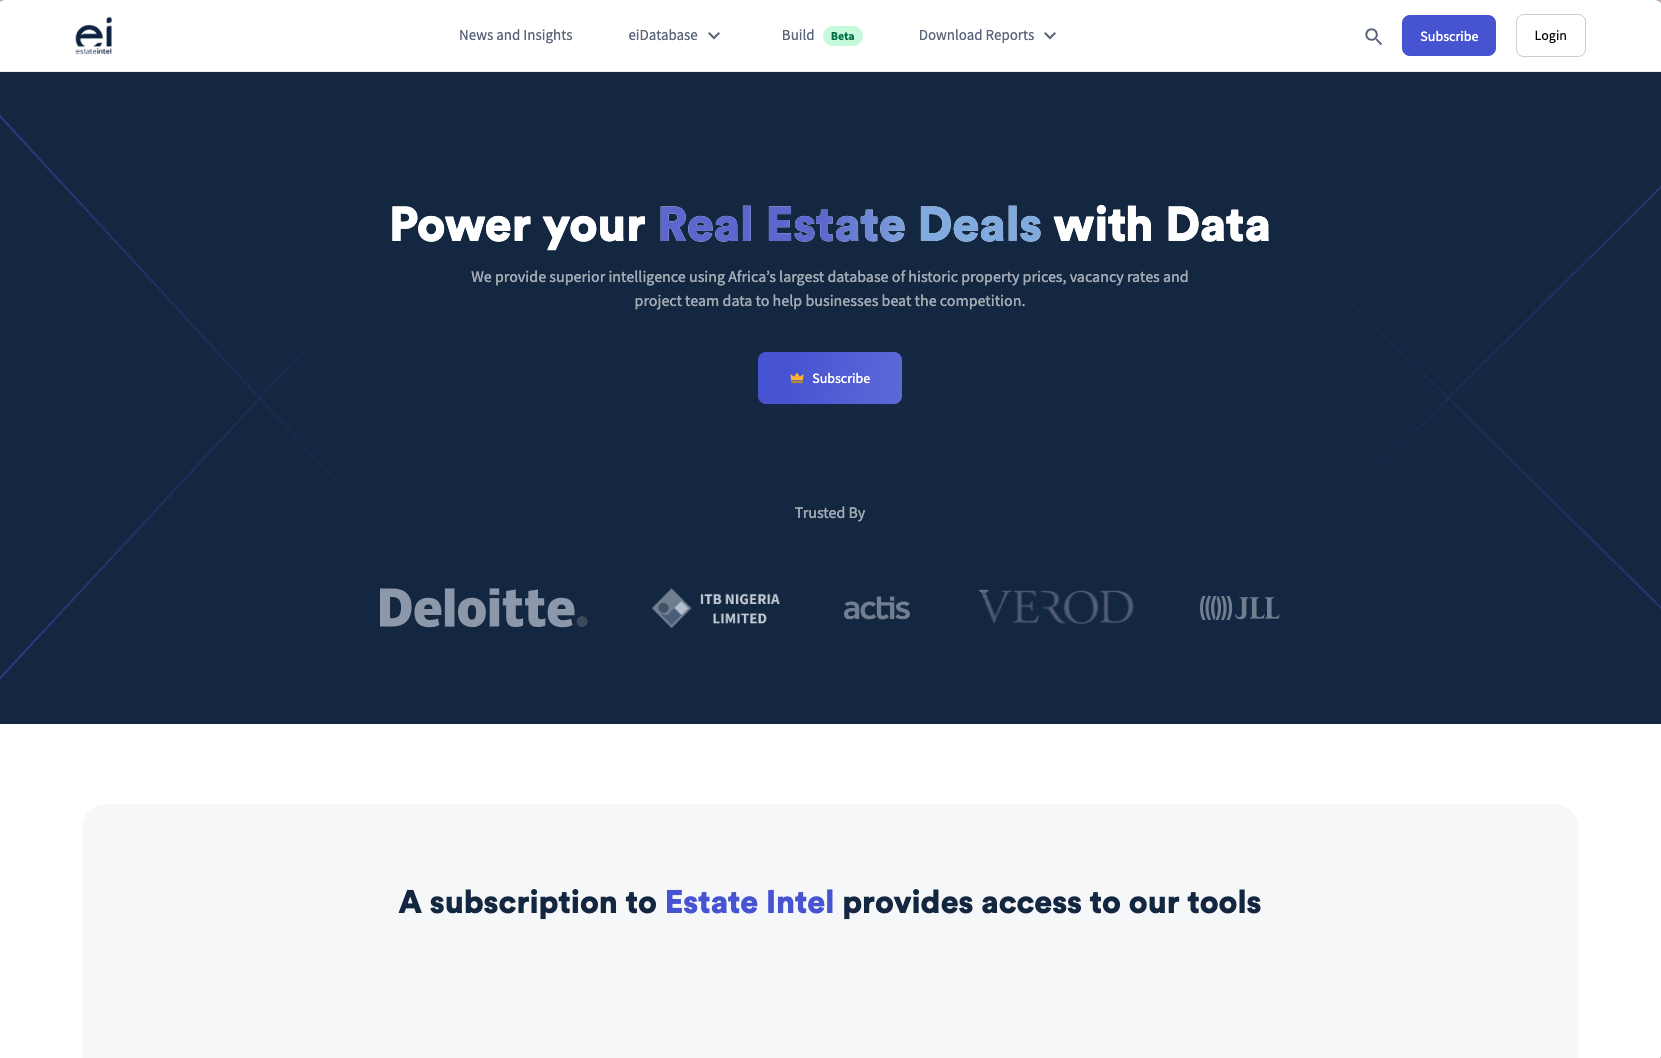 ei
estateintel
News and Insights
eiDatabase
Build Beta
Download Reports
Subscribe
Login
Power your Real Estate Deals with Data
We provide superior intelligence using Africa’s largest database of historic property prices, vacancy rates and
project team data to help businesses beat the competition.
Subscribe
Trusted By
Deloitte.
ITB NIGERIA
LIMITED
actis
VEROD
JLL
A subscription to Estate Intel provides access to our tools